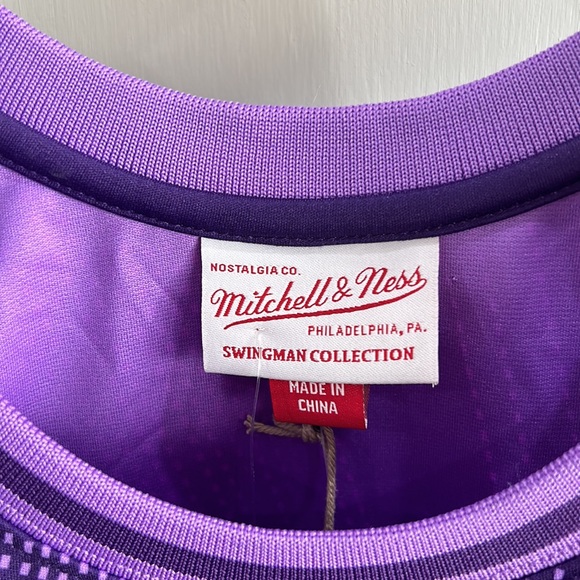 NOSTALGIA CO.
Mitchell & Ness
PHILADELPHIA, PA.
SWINGMAN COLLECTION
MADE IN
CHINA